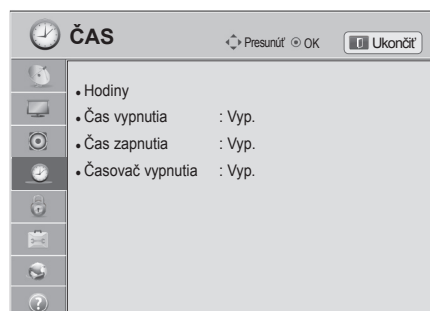 ČAS
Presunúť OK Ukončiť
• Hodiny
• Čas vypnutia : Vyp.
• Čas zapnutia : Vyp.
• Časovač vypnutia : Vyp.